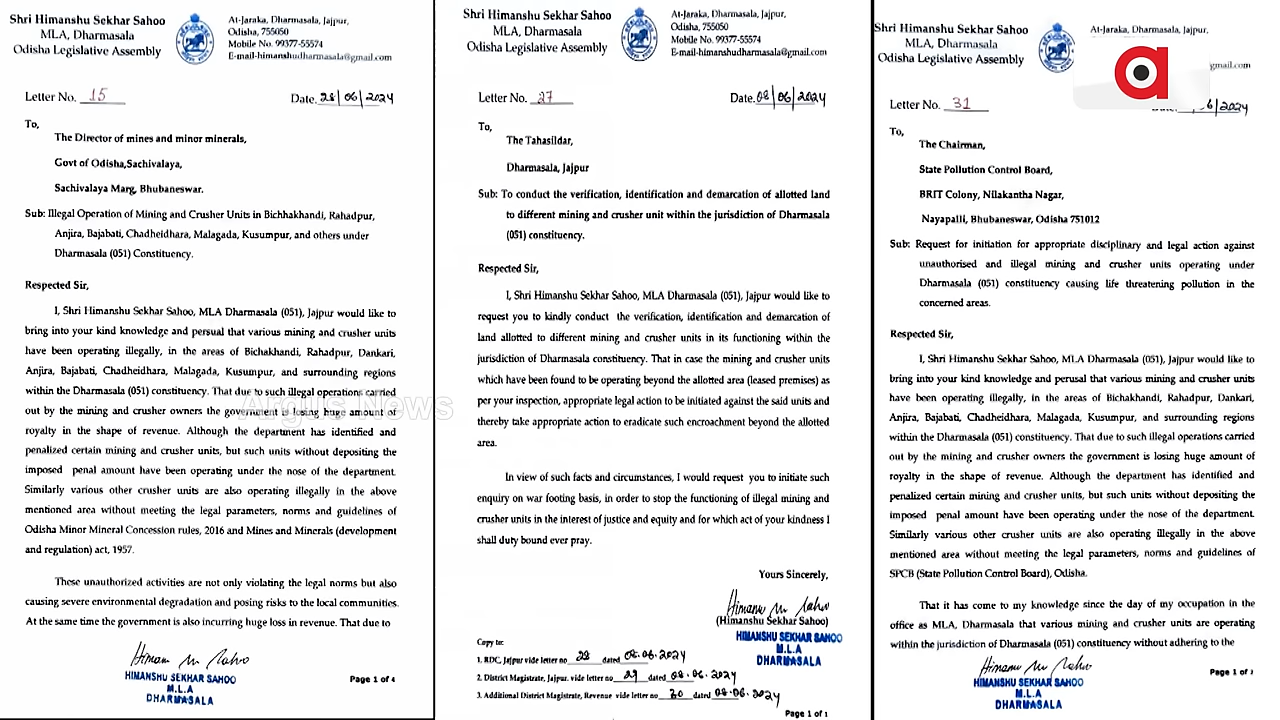 Shri Himanshu Sekhar Sahoo
MLA, Dharmasala
Odisha Legislative Assembly
At-Jaraka, Dharmasala, Jajpur,
Odisha, 755050
Mobile No. 99377-55574
E-mail-himanshudharmasala@gmail.com
Letter No. 15
Date. 28/06/2024
To,
The Director of mines and minor minerals,
Govt of Odisha,Sachivalaya,
Sachivalaya Marg, Bhubaneswar.
Sub: Illegal Operation of Mining and Crusher Units in Bichhakhandi, Rahadpur,
Anjira, Bajabati, Chadheidhara, Malagada, Kusumpur, and others under
Dharmasala (051) Constituency.
Respected Sir,
I, Shri Himanshu Sekhar Sahoo, MLA Dharmasala (051), Jajpur would like to
bring into your kind knowledge and persual that various mining and crusher units
have been operating illegally, in the areas of Bichakhandi, Rahadpur, Dankari,
Anjira, Bajabati, Chadheidhara, Malagada, Kusumpur, and surrounding regions
within the Dharmasala (051) constituency. That due to such illegal operations carried
out by the mining and crusher owners the government is losing huge amount of
royalty in the shape of revenue. Although the department has identified and
penalized certain mining and crusher units, but such units without depositing the
imposed penal amount have been operating under the nose of the department.
Similarly various other crusher units are also operating illegally in the above
mentioned area without meeting the legal parameters, norms and guidelines of
Odisha Minor Mineral Concession rules, 2016 and Mines and Minerals (development
and regulation) act, 1957.
These unauthorized activities are not only violating the legal norms but also
causing severe environmental degradation and posing risks to the local communities.
At the same time the government is also incurring huge loss in revenue. That due to
HIMANSHU SEKHAR SAHOO
M.L.A
DHARMASALA
Page 1 of 4
Shri Himanshu Sekhar Sahoo
MLA, Dharmasala
Odisha Legislative Assembly
At-Jaraka, Dharmasala, Jajpur,
Odisha, 755050
Mobile No. 99377-55574
E-mail-himanshudharmasala@gmail.com
Letter No. 27
Date. 08/06/2024
To,
The Tahasildar,
Dharmasala, Jajpur
Sub: To conduct the verification, identification and demarcation of allotted land
to different mining and crusher unit within the jurisdiction of Dharmasala
(051) constituency.
Respected Sir,
I, Shri Himanshu Sekhar Sahoo, MLA Dharmasala (051), Jajpur would like to
request you to kindly conduct the verification, identification and demarcation of
land allotted to different mining and crusher units in its functioning within the
jurisdiction of Dharmasala constituency. That in case the mining and crusher units
which have been found to be operating beyond the allotted area (leased premises) as
per your inspection, appropriate legal action to be initiated against the said units and
thereby take appropriate action to eradicate such encroachment beyond the allotted
area.
In view of such facts and circumstances, I would request you to initiate such
enquiry on war footing basis, in order to stop the functioning of illegal mining and
crusher units in the interest of justice and equity and for which act of your kindness I
shall duty bound ever pray.
Yours Sincerely,
(Himanshu Sekhar Sahoo)
HIMANSHU SEKHAR SAHOO
M.L.A
DHARMASALA
Copy to:
1. RDC, Jajpur vide letter no 28 dated 08.06.2024
2. District Magistrate, Jajpur. vide letter no 29 dated 08.06.2024
3. Additional District Magistrate, Revenue vide letter no 30 dated 08.06.2024
Page 1 of 1
Shri Himanshu Sekhar Sahoo
MLA, Dharmasala
Odisha Legislative Assembly
At-Jaraka, Dharmasala, Jajpur,
gmail.com
Letter No. 31
/06/2024
To,
The Chairman,
State Pollution Control Board,
BRIT Colony, Nilakantha Nagar,
Nayapalli, Bhubaneswar, Odisha 751012
Sub: Request for initiation for appropriate disciplinary and legal action against
unauthorised and illegal mining and crusher units operating under
Dharmasala (051) constituency causing life threatening pollution in the
concerned areas.
Respected Sir,
I, Shri Himanshu Sekhar Sahoo, MLA Dharmasala (051), Jajpur would like to
bring into your kind knowledge and perusal that various mining and crusher units
have been operating illegally, in the areas of Bichakhandi, Rahadpur, Dankari,
Anjira, Bajabati, Chadheidhara, Malagada, Kusumpur, and surrounding regions
within the Dharmasala (051) constituency. That due to such illegal operations carried
out by the mining and crusher owners the government is losing huge amount of
royalty in the shape of revenue. Although the department has identified and
penalized certain mining and crusher units, but such units without depositing the
imposed penal amount have been operating under the nose of the department.
Similarly various other crusher units are also operating illegally in the above
mentioned area without meeting the legal parameters, norms and guidelines of
SPCB (State Pollution Control Board), Odisha.
That it has come to my knowledge since the day of my occupation in the
office as MLA, Dharmasala that various mining and crusher units are operating
within the jurisdiction of Dharmasala (051) constituency without adhering to the
HIMANSHU SEKHAR SAHOO
M.L.A
DHARMASALA
Page 1 of
Argus News